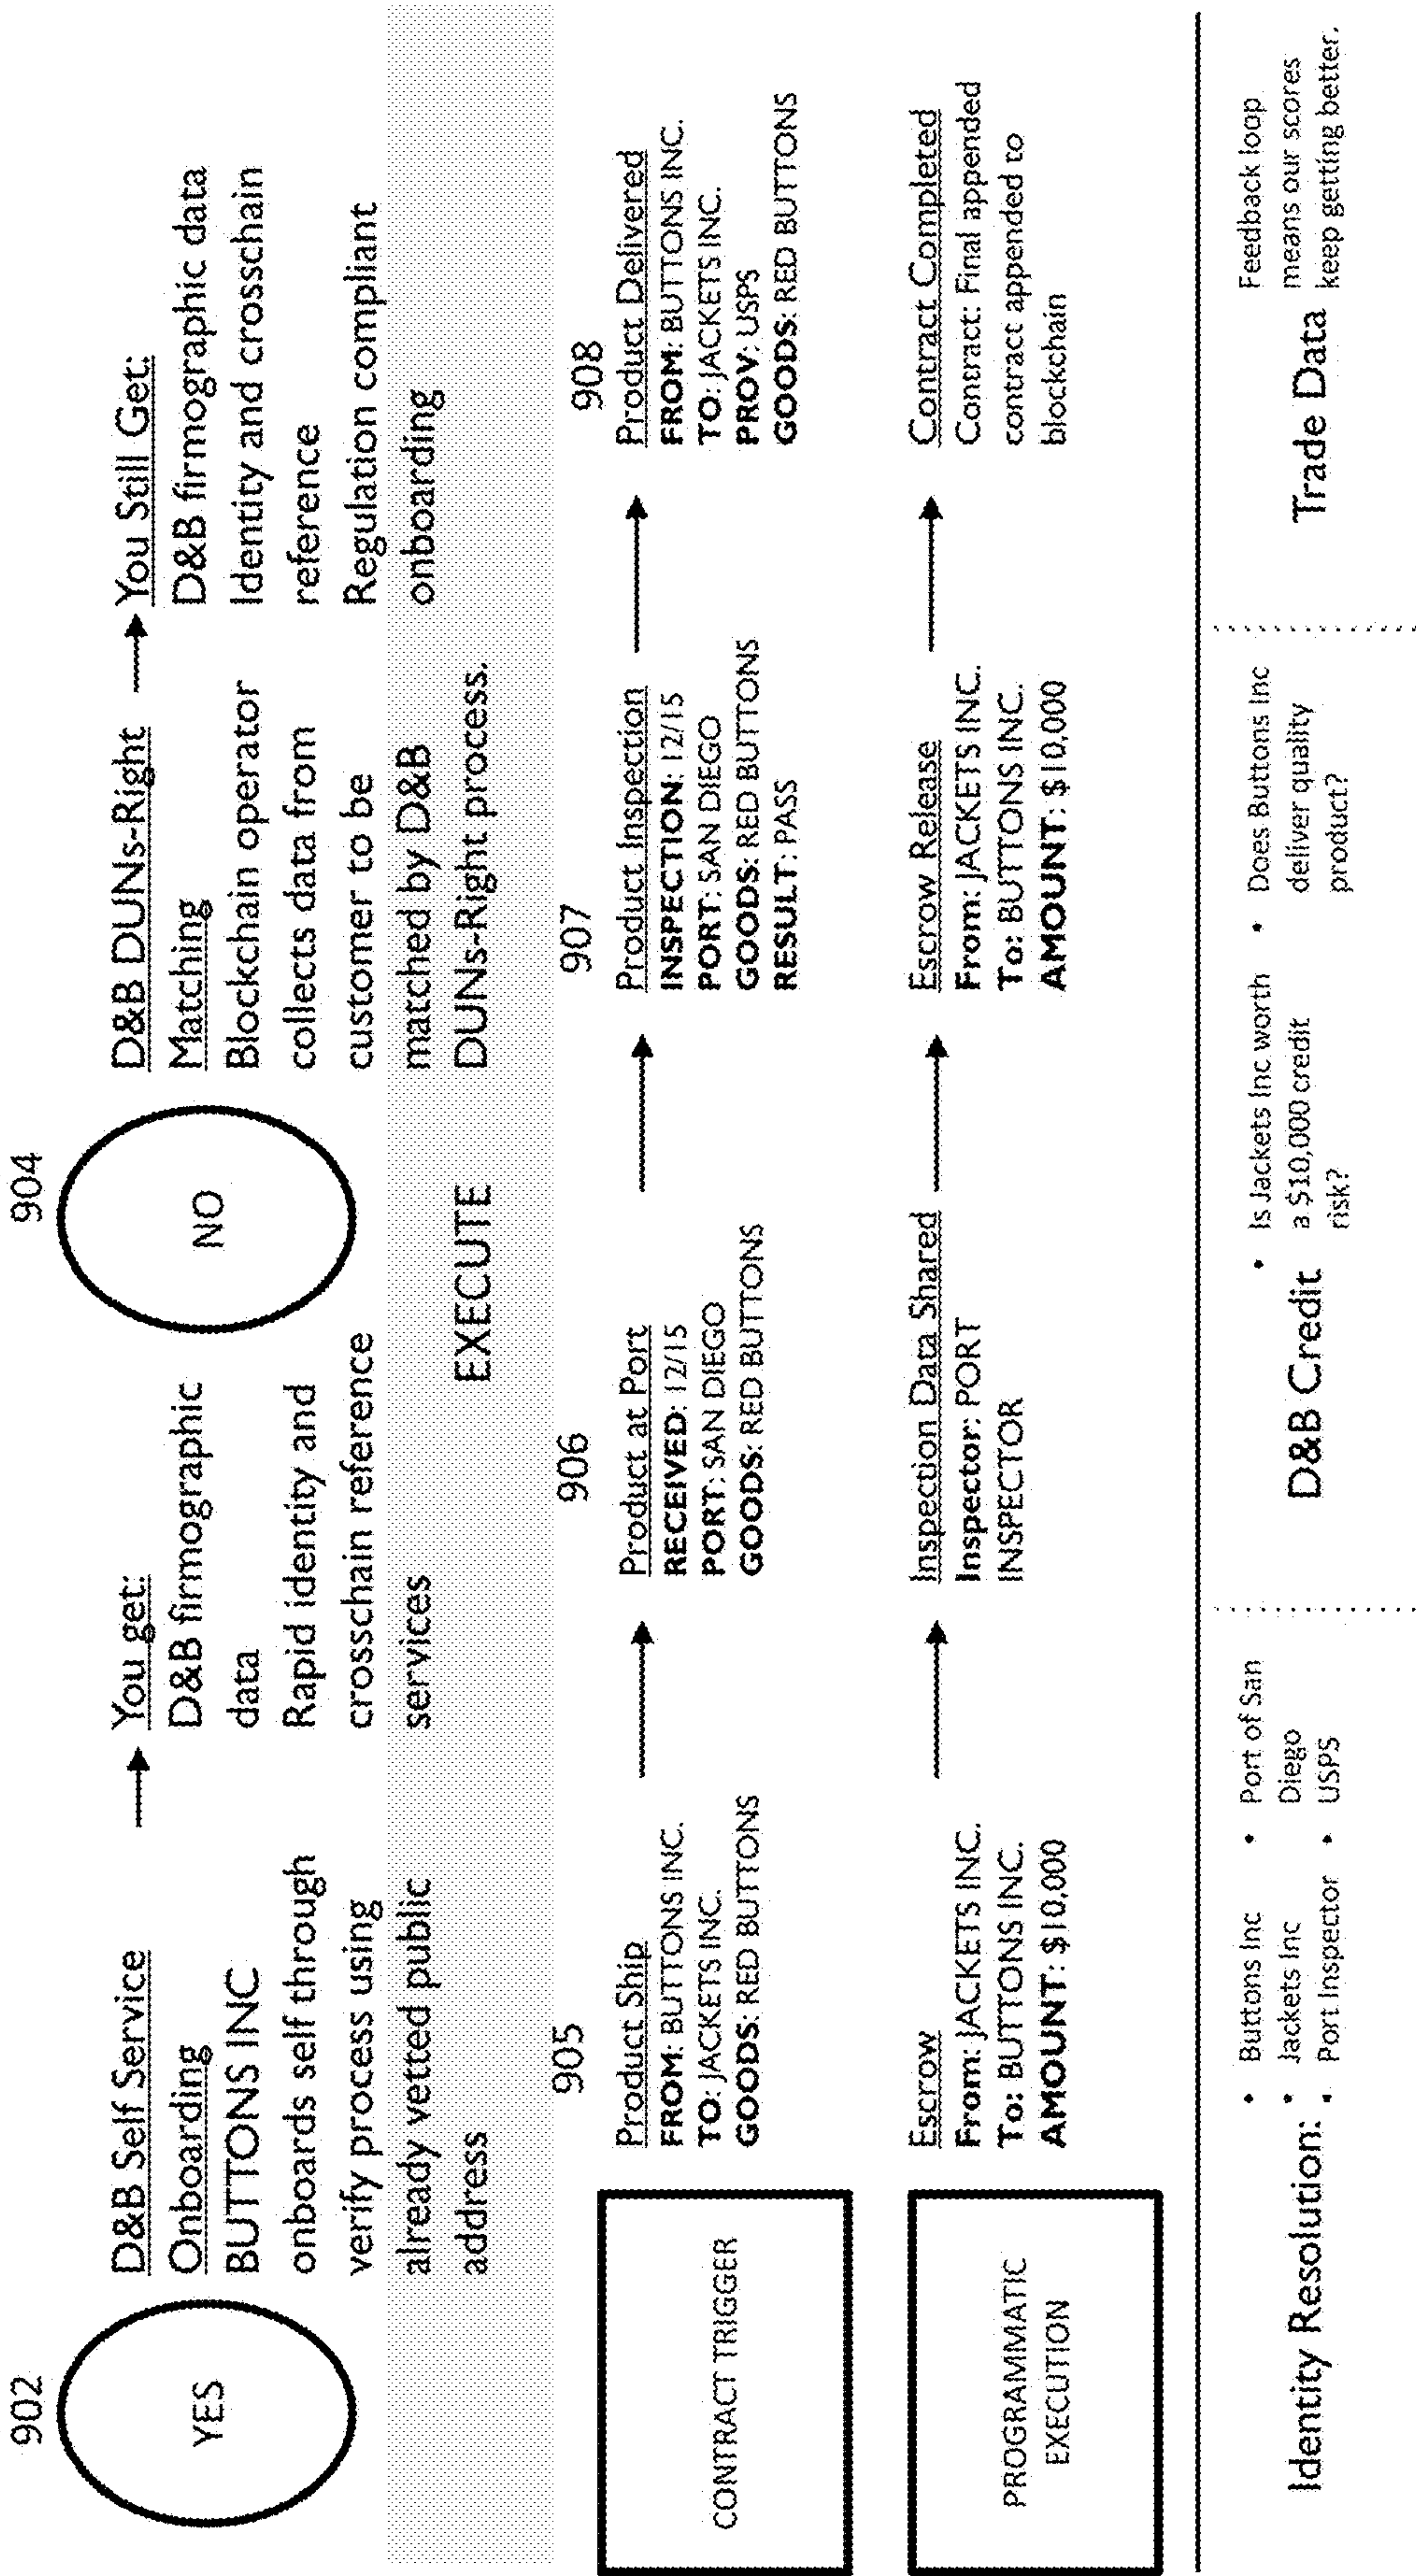 902
YES
D&B Self Service
Onboarding
BUTTONS INC
onboards self through
verify process using
already vetted public
address
You get:
D&B firmographic
data
Rapid identity and
crosschain reference
services
904
NO
D&B DUNs-Right
Matching
Blockchain operator
collects data from
customer to be
matched by D&B
DUNs-Right process.
You Still Get:
D&B firmographic data
Identity and crosschain
reference
Regulation compliant
onboarding
EXECUTE
CONTRACT TRIGGER
905
Product Ship
FROM: BUTTONS INC.
TO: JACKETS INC.
GOODS: RED BUTTONS
906
Product at Port
RECEIVED: 12/15
PORT: SAN DIEGO
GOODS: RED BUTTONS
907
Product Inspection
INSPECTION: 12/15
PORT: SAN DIEGO
GOODS: RED BUTTONS
RESULT: PASS
908
Product Delivered
FROM: BUTTONS INC.
TO: JACKETS INC.
PROV: USPS
GOODS: RED BUTTONS
PROGRAMMATIC
EXECUTION
Escrow
From: JACKETS INC.
To: BUTTONS INC.
AMOUNT: $10,000
Inspection Data Shared
Inspector: PORT
INSPECTOR
Escrow Release
From: JACKETS INC.
To: BUTTONS INC.
AMOUNT: $10,000
Contract Completed
Contract: Final appended
contract appended to
blockchain
Identity Resolution:
• Buttons Inc
• Jackets Inc
• Port Inspector
• Port of San
Diego
• USPS
D&B Credit
• Is Jackets Inc worth
a $10,000 credit
risk?
• Does Buttons Inc
deliver quality
product?
Trade Data
Feedback loop
means our scores
keep getting better.